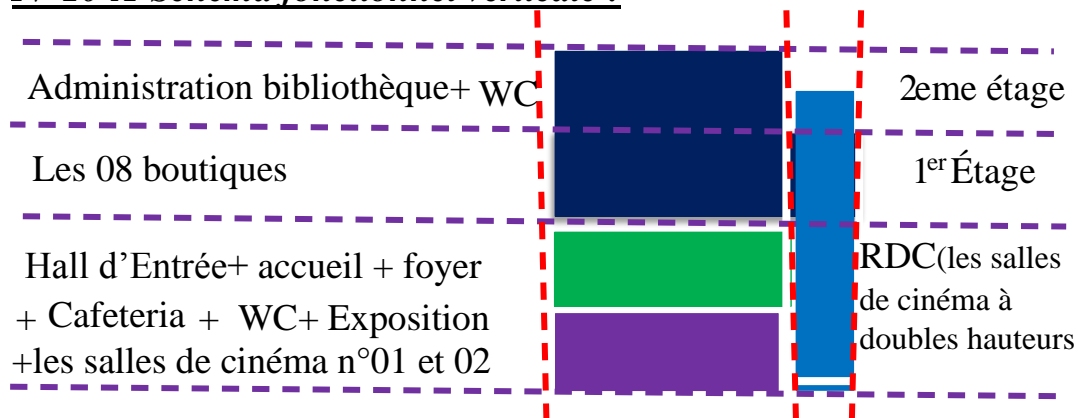 Administration bibliothèque+ WC
2eme étage
Les 08 boutiques
1er Étage
Hall d'Entrée+ accueil + foyer
+ Cafeteria + WC+ Exposition
+les salles de cinéma n°01 et 02
RDC(les salles
de cinéma à
doubles hauteurs